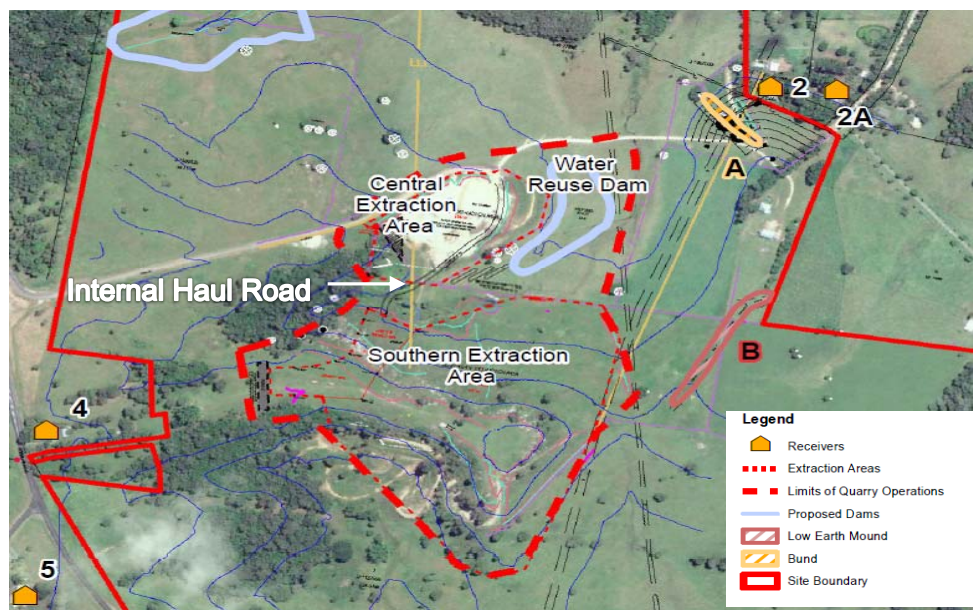 2
2A
A
Water
Reuse Dam
Central
Extraction
Area
Internal Haul Road
Southern Extraction
Area
B
4
5
Legend
Receivers
Extraction Areas
Limits of Quarry Operations
Proposed Dams
Low Earth Mound
Bund
Site Boundary